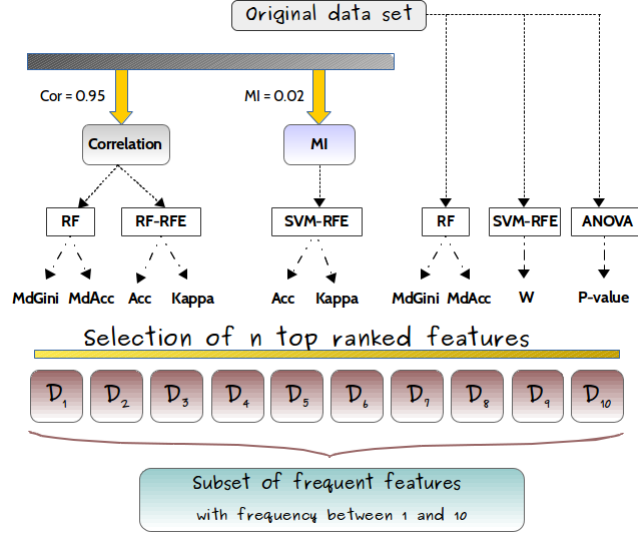 Original data set
Cor = 0.95 MI = 0.02
Correlation MI
RF RF-RFE SVM-RFE RF SVM-RFE ANOVA
MdGini MdAcc Acc Kappa Acc Kappa MdGini MdAcc W P-value
Selection of n top ranked features
D1 D2 D3 D4 D5 D6 D7 D8 D9 D10
Subset of frequent features
with frequency between 1 and 10